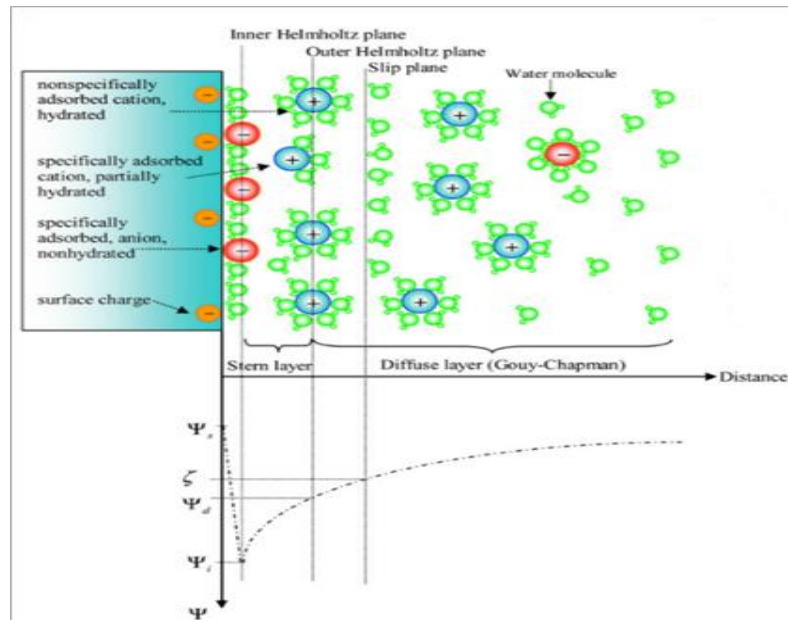 Inner Helmholtz plane
Outer Helmholtz plane
Slip plane
Water molecule
nonspecifically
adsorbed cation,
hydrated
specifically adsorbed
cation, partially
hydrated
specifically
adsorbed, anion,
nonhydrated
surface charge
− − − −
− − − −
+ + + + + + + +
Stern layer
Diffuse layer (Gouy-Chapman)
Distance
Ψ
ζ
Ψd
Ψi
Ψ